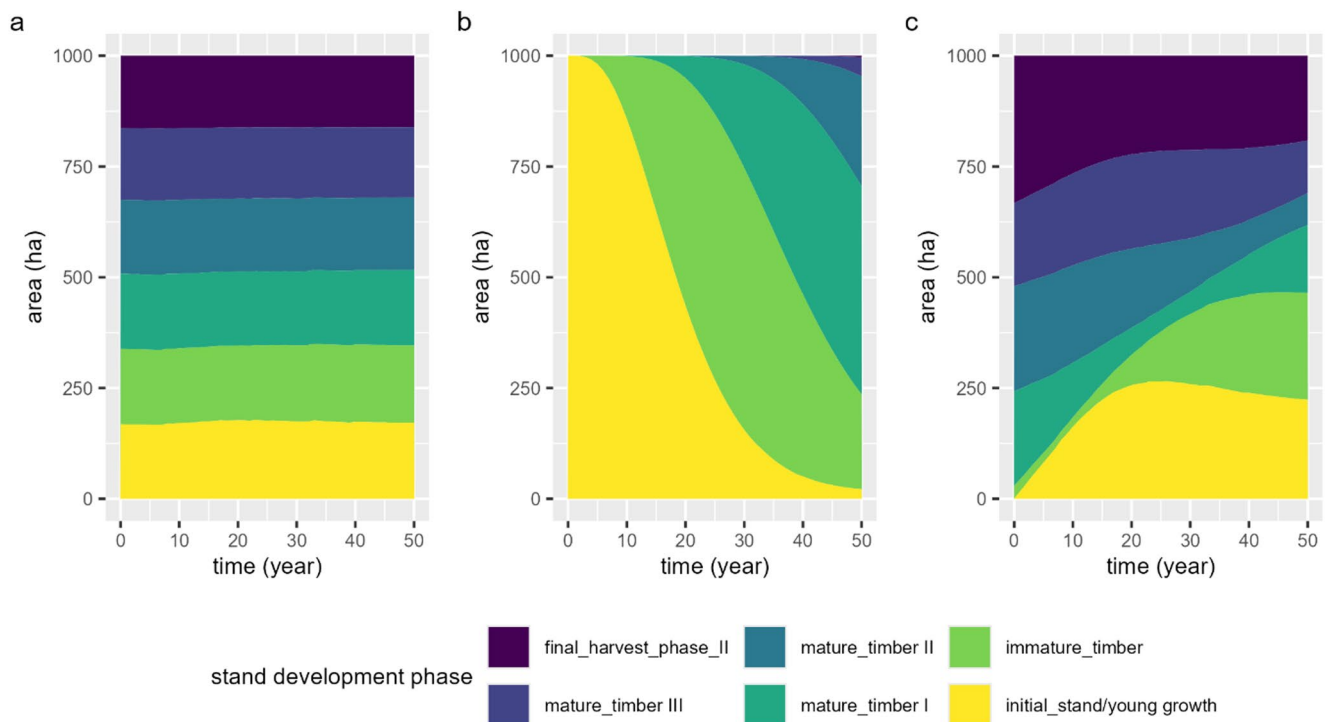 a
b
c
1000
750
500
250
0
area (ha)
0 10 20 30 40 50
time (year)
1000
750
500
250
0
area (ha)
0 10 20 30 40 50
time (year)
1000
750
500
250
0
area (ha)
0 10 20 30 40 50
time (year)
stand development phase
final_harvest_phase_II
mature_timber III
mature_timber II
mature_timber I
immature_timber
initial_stand/young growth